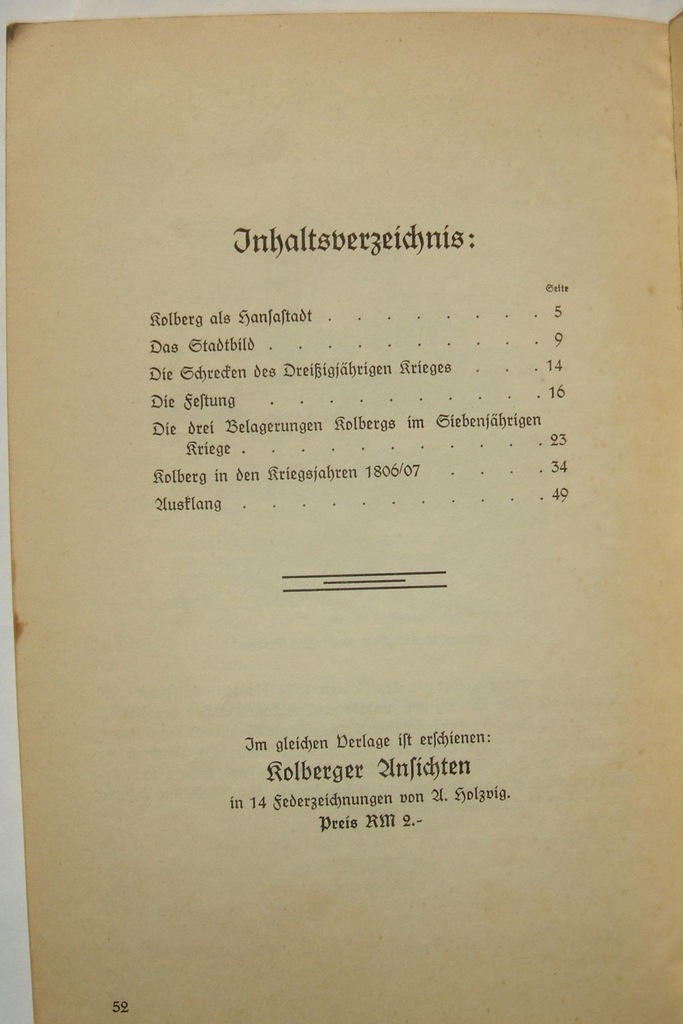 Inhaltsverzeichnis:
Seite
Kolberg als Hansastadt . . . . . . . . 5
Das Stadtbild . . . . . . . . . . 9
Die Schrecken des Dreißigjährigen Krieges . . . 14
Die Festung . . . . . . . . . . 16
Die drei Belagerungen Kolbergs im Siebenjährigen
Kriege . . . . . . . . . . . 23
Kolberg in den Kriegsjahren 1806/07 . . . . 34
Ausklang . . . . . . . . . . . 49
Im gleichen Verlage ist erschienen:
Kolberger Ansichten
in 14 Federzeichnungen von A. Holzvig.
Preis RM 2.-
52